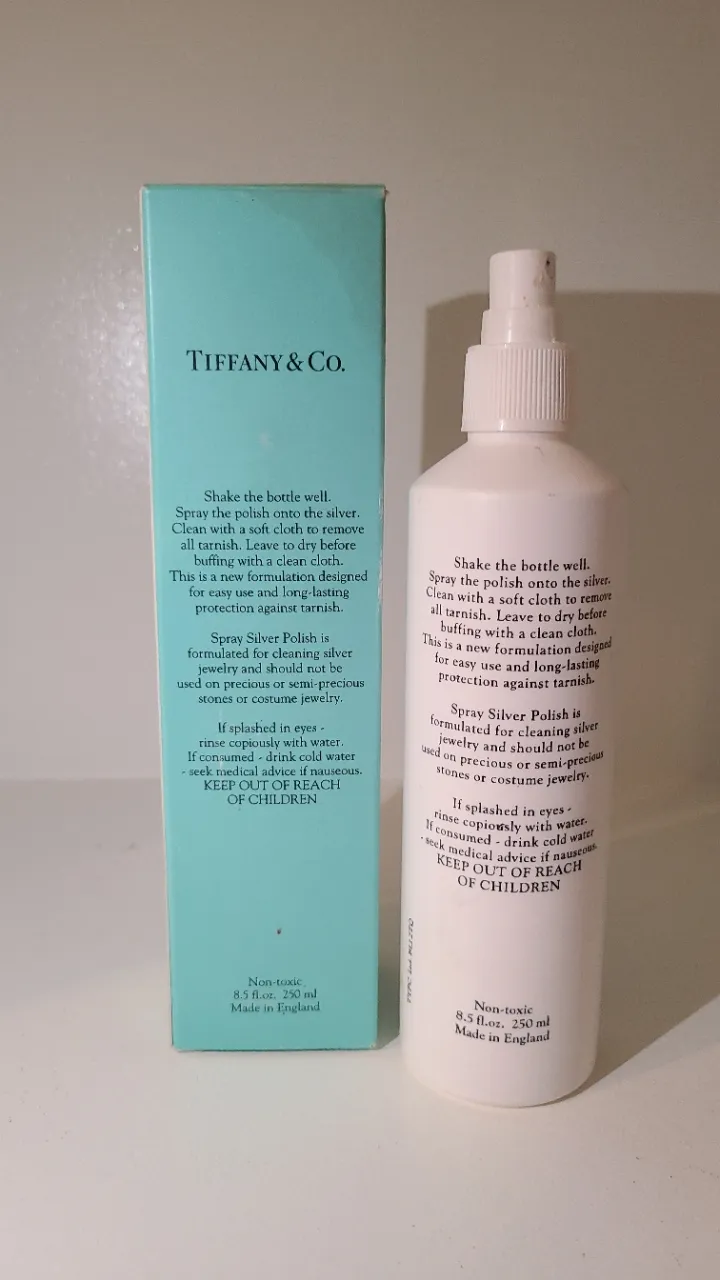 TIFFANY & CO.
Shake the bottle well.
Spray the polish onto the silver.
Clean with a soft cloth to remove
all tarnish. Leave to dry before
buffing with a clean cloth.
This is a new formulation designed
for easy use and long-lasting
protection against tarnish.
Spray Silver Polish is
formulated for cleaning silver
jewelry and should not be
used on precious or semi-precious
stones or costume jewelry.
If splashed in eyes -
rinse copiously with water.
If consumed - drink cold water
- seek medical advice if nauseous.
KEEP OUT OF REACH
OF CHILDREN
Non-toxic
8.5 fl.oz. 250 ml
Made in England
Shake the bottle well.
Spray the polish onto the silver.
Clean with a soft cloth to remove
all tarnish. Leave to dry before
buffing with a clean cloth.
This is a new formulation designed
for easy use and long-lasting
protection against tarnish.
Spray Silver Polish is
formulated for cleaning silver
jewelry and should not be
used on precious or semi-precious
stones or costume jewelry.
If splashed in eyes -
rinse copiously with water.
If consumed - drink cold water
- seek medical advice if nauseous.
KEEP OUT OF REACH
OF CHILDREN
Non-toxic
8.5 fl.oz. 250 ml
Made in England